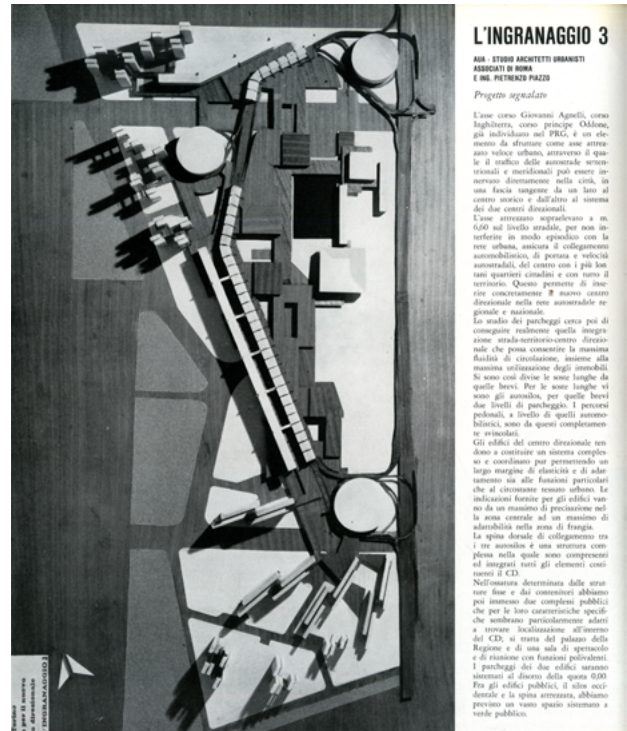 L'INGRANAGGIO 3
AUA - STUDIO ARCHITETTI URBANISTI
ASSOCIATI DI ROMA
E ING. PIETRENZO PIAZZO
Progetto segnalato
L'asse corso Giovanni Agnelli, corso
Inghilterra, corso principe Oddone,
già individuato nel PRG, è un ele-
mento da sfruttare come asse attrez-
zato veloce urbano, attraverso il qua-
le il traffico delle autostrade setten-
trionali e meridionali può essere in-
nervato direttamente nella città, in
una fascia tangente da un lato al
centro storico e dall'altro al sistema
dei due centri direzionali.
L'asse attrezzato sopraelevato a m.
6,60 sul livello stradale, per non in-
terferire in modo episodico con la
rete urbana, assicura il collegamento
automobilistico, di portata e velocità
autostradali, del centro con i più lon-
tani quartieri cittadini e con tutto il
territorio. Questo permette di inse-
rire concretamente nuovo centro
direzionale nella rete autostradale re-
gionale e nazionale.
Lo studio dei parcheggi cerca poi di
conseguire realmente quella integra-
zione strada-territorio-centro direzio-
nale che possa consentire la massima
fluidità di circolazione, insieme alla
massima utilizzazione degli immobili.
Si sono così divise le soste lunghe da
quelle brevi. Per le soste lunghe vi
sono gli autosilos, per quelle brevi
due livelli di parcheggio. I percorsi
pedonali, a livello di quelli automo-
bilistici, sono da questi completamen-
te svincolati.
Gli edifici del centro direzionale ten-
dono a costituire un sistema comples-
so e coordinato pur permettendo un
largo margine di elasticità e di adat-
tamento sia alle funzioni particolari
che al circostante tessuto urbano. Le
indicazioni fornite per gli edifici van-
no da un massimo di precisazione nel-
la zona centrale ad un massimo di
adattabilità nella zona di frangia.
La spina dorsale di collegamento tra
i tre autosilos è una struttura com-
plessa nella quale sono compresenti
ed integrati tutti gli elementi costi-
tuenti il CD.
Nell'ossatura determinata dalle strut-
ture fisse e dai contenitori abbiamo
poi immesso due complessi pubblici
che per le loro caratteristiche specifi-
che sembrano particolarmente adatti
a trovare localizzazione all'interno
del CD; si tratta del palazzo della
Regione e di una sala di spettacolo
e di riunione con funzioni polivalenti.
I parcheggi dei due edifici saranno
sistemati al disotto della quota 0,00
Fra gli edifici pubblici, il silos occi-
dentale e la spina attrezzata, abbiamo
previsto un vasto spazio sistemato a
verde pubblico.
Torino
per il nuovo
direzionale
INGRANAGGIO 3